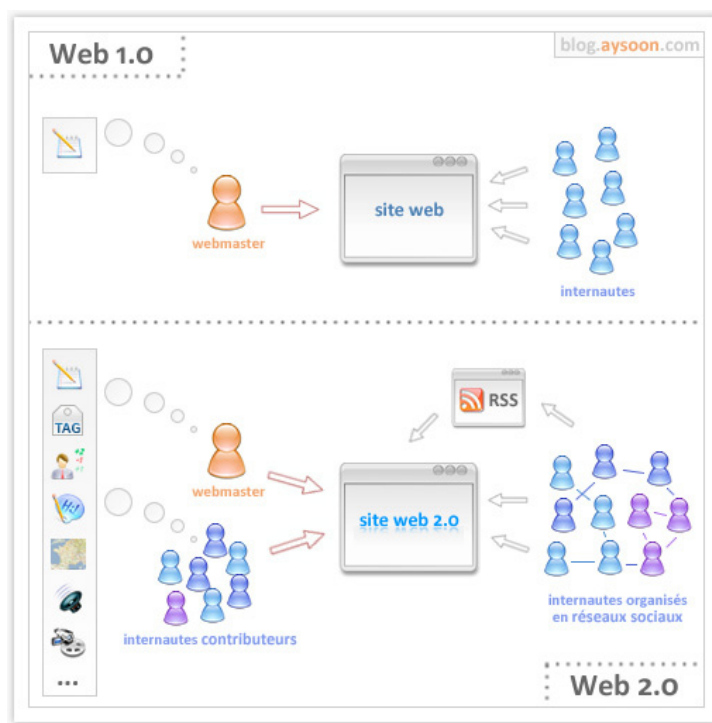 Web 1.0
blog.aysoon.com
webmaster
site web
internautes
TAG
RSS
Hi!
webmaster
site web 2.0
internautes contributeurs
internautes organisés
en réseaux sociaux
...
Web 2.0